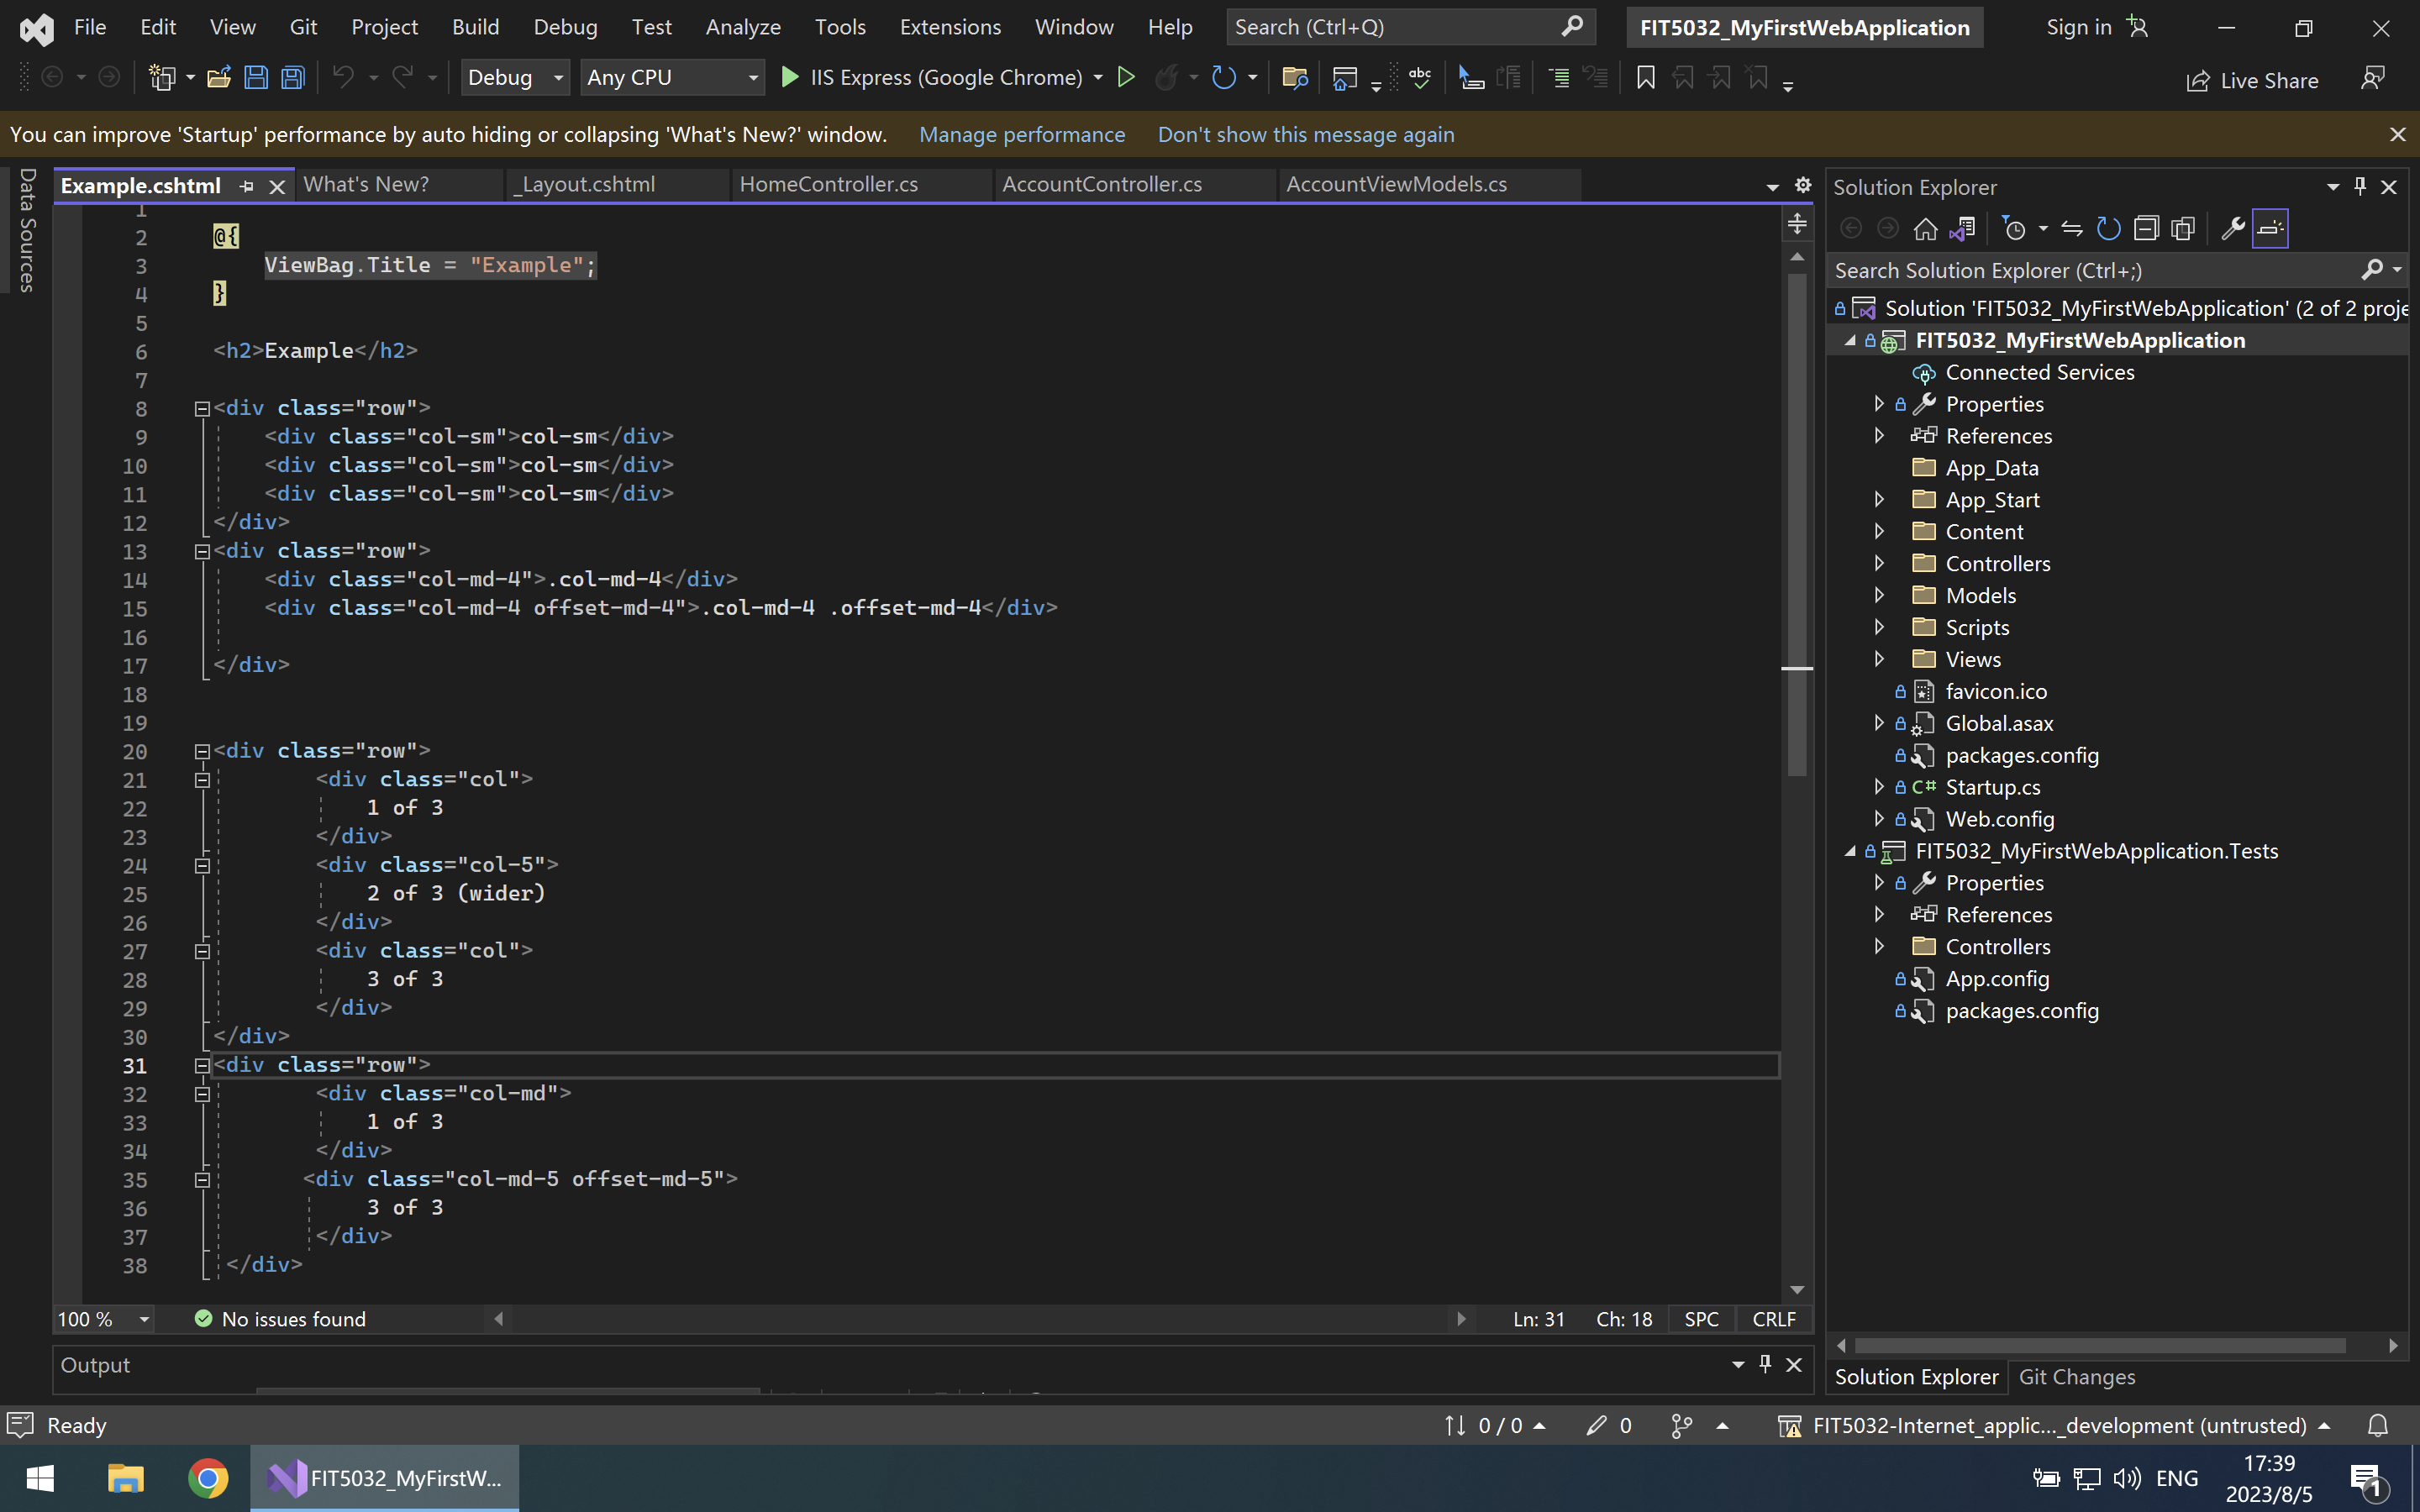 File Edit View Git Project Build Debug Test Analyze Tools Extensions Window Help Search (Ctrl+Q) FIT5032_MyFirstWebApplication Sign in
Debug Any CPU IIS Express (Google Chrome) abc Live Share
You can improve 'Startup' performance by auto hiding or collapsing 'What's New?' window. Manage performance Don't show this message again
Data Sources
Example.cshtml What's New? _Layout.cshtml HomeController.cs AccountController.cs AccountViewModels.cs
1
2 @{
3 ViewBag.Title = "Example";
4 }
5
6 <h2>Example</h2>
7
8 <div class="row">
9 <div class="col-sm">col-sm</div>
10 <div class="col-sm">col-sm</div>
11 <div class="col-sm">col-sm</div>
12 </div>
13 <div class="row">
14 <div class="col-md-4">.col-md-4</div>
15 <div class="col-md-4 offset-md-4">.col-md-4 .offset-md-4</div>
16
17 </div>
18
19
20 <div class="row">
21 <div class="col">
22 1 of 3
23 </div>
24 <div class="col-5">
25 2 of 3 (wider)
26 </div>
27 <div class="col">
28 3 of 3
29 </div>
30 </div>
31 <div class="row">
32 <div class="col-md">
33 1 of 3
34 </div>
35 <div class="col-md-5 offset-md-5">
36 3 of 3
37 </div>
38 </div>
100 % No issues found Ln: 31 Ch: 18 SPC CRLF
Output
Solution Explorer
Search Solution Explorer (Ctrl+;)
Solution 'FIT5032_MyFirstWebApplication' (2 of 2 proje
FIT5032_MyFirstWebApplication
Connected Services
Properties
References
App_Data
App_Start
Content
Controllers
Models
Scripts
Views
favicon.ico
Global.asax
packages.config
C# Startup.cs
Web.config
FIT5032_MyFirstWebApplication.Tests
Properties
References
Controllers
App.config
packages.config
Solution Explorer Git Changes
Ready 0 / 0 0 FIT5032-Internet_applic..._development (untrusted)
FIT5032_MyFirstW... ENG 17:39
2023/8/5 1